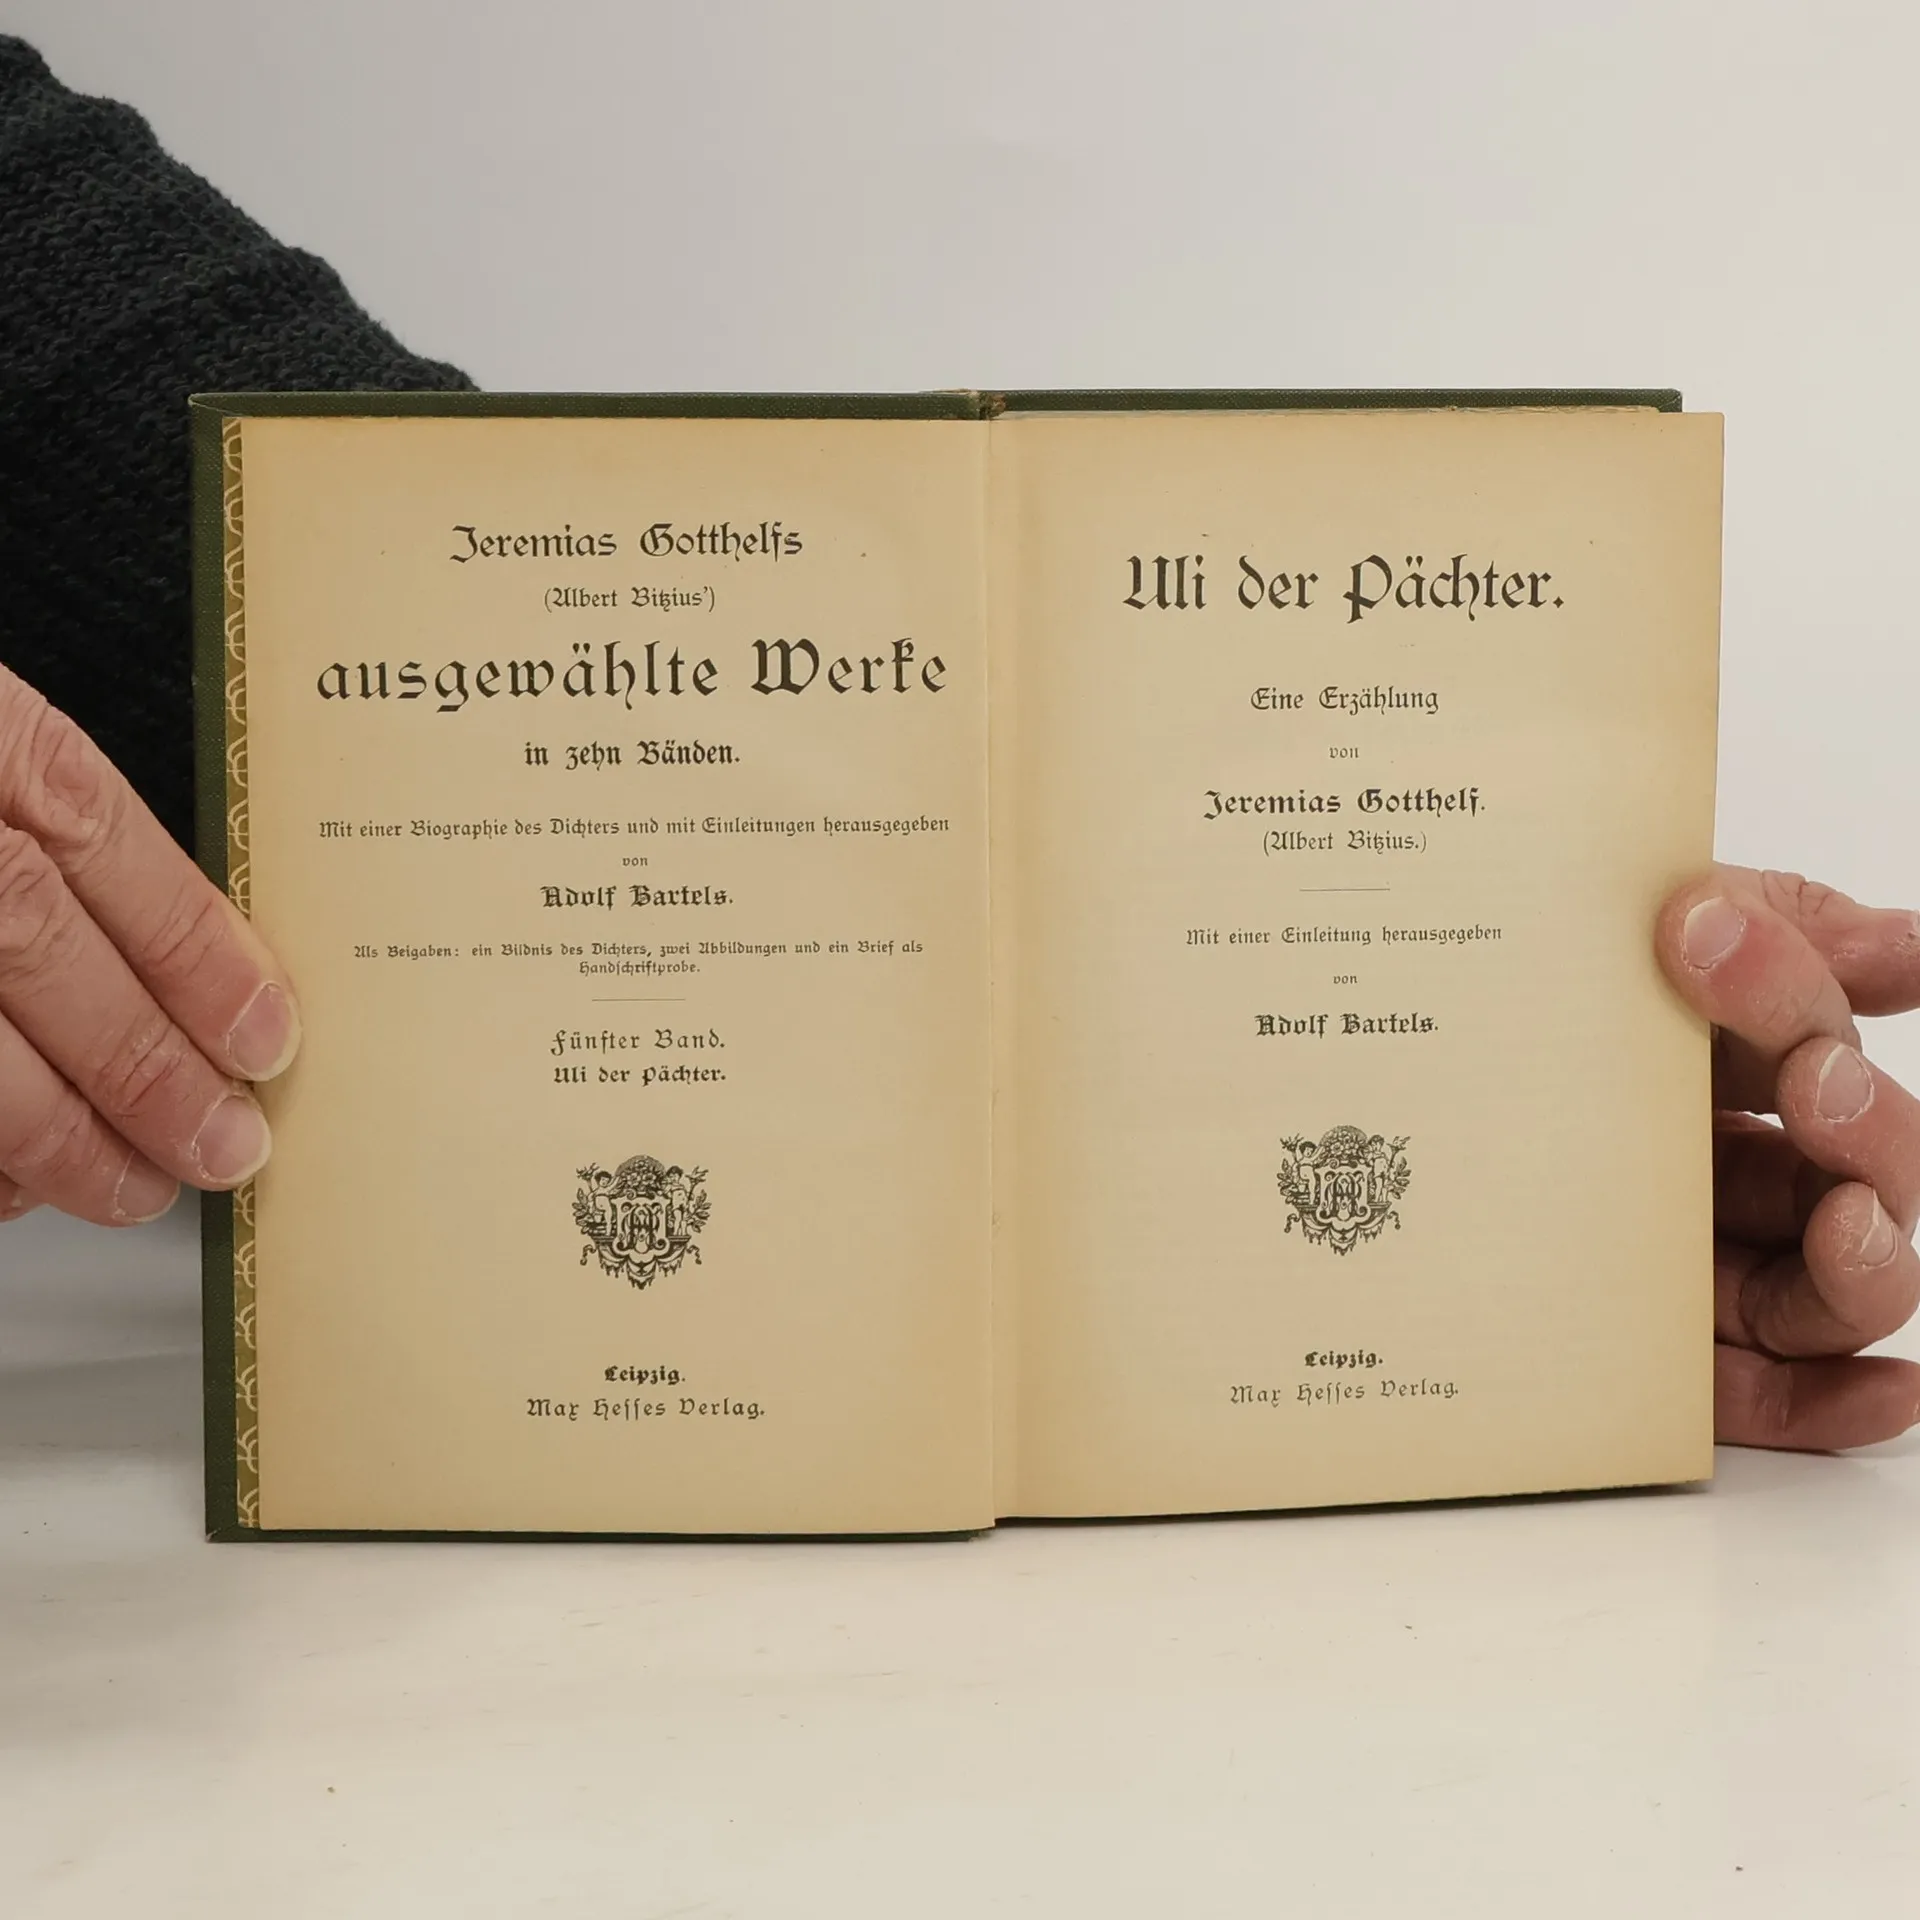 Jeremias Gotthelfs
(Albert Bitzius')
ausgewählte Werke
in zehn Bänden.
Mit einer Biographie des Dichters und mit Einleitungen herausgegeben
von
Adolf Bartels.
Als Beigaben: ein Bildnis des Dichters, zwei Abbildungen und ein Brief als
Handschriftprobe.
Fünfter Band.
Uli der Pächter.
Leipzig.
Max Hesses Verlag.
Uli der Pächter.
Eine Erzählung
von
Jeremias Gotthelf.
(Albert Bitzius.)
Mit einer Einleitung herausgegeben
von
Adolf Bartels.
Leipzig.
Max Hesses Verlag.